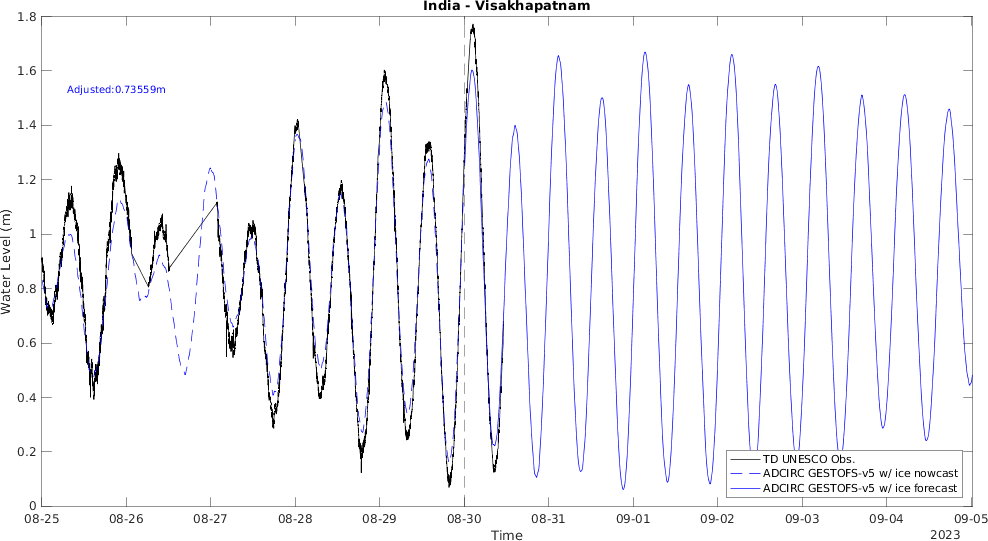 India - Visakhapatnam
1.8
1.6
1.4
1.2
1
0.8
0.6
0.4
0.2
0
Water Level (m)
Adjusted:0.73559m
TD UNESCO Obs.
ADCIRC GESTOFS-v5 w/ ice nowcast
ADCIRC GESTOFS-v5 w/ ice forecast
08-25 08-26 08-27 08-28 08-29 08-30 08-31 09-01 09-02 09-03 09-04 09-05
Time
2023